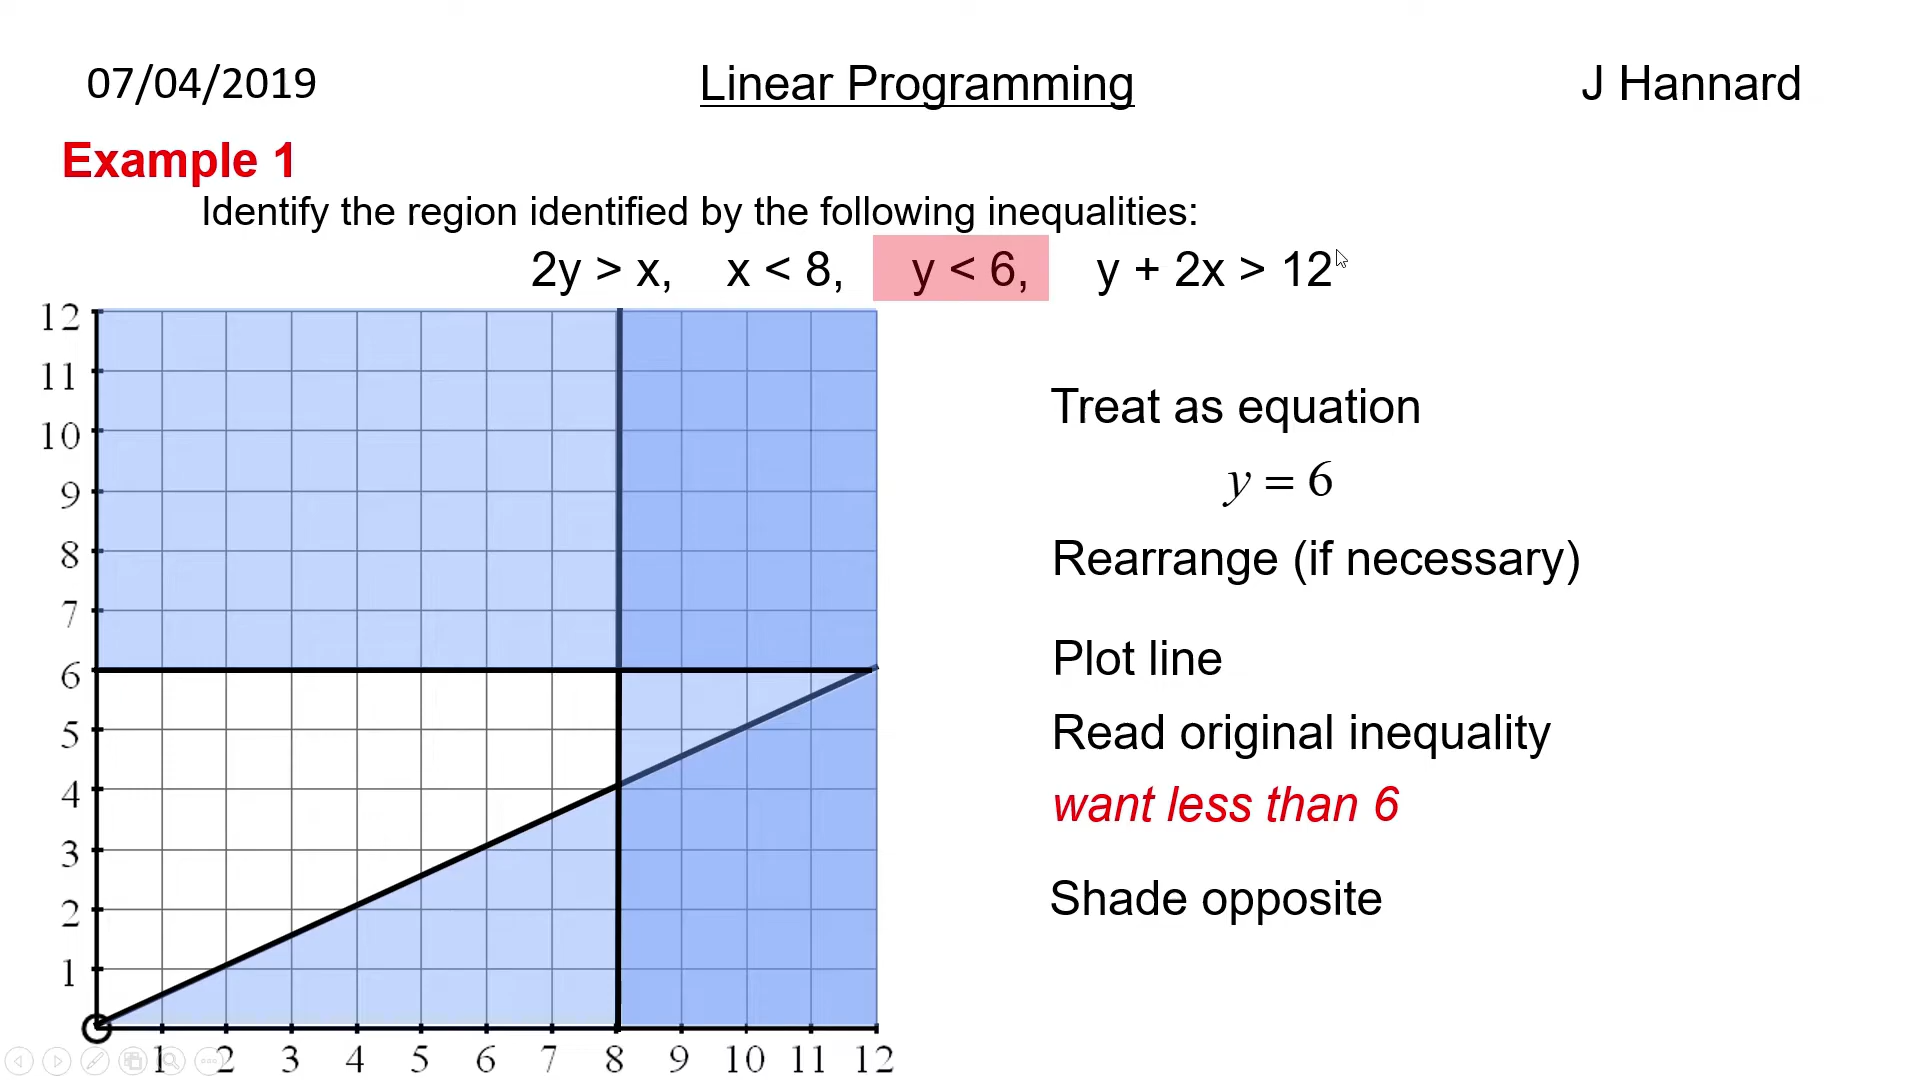 07/04/2019 Linear Programming J Hannard
Example 1
Identify the region identified by the following inequalities:
2y > x, x < 8, y < 6, y + 2x > 12
12
11
10
9
8
7
6
5
4
3
2
1
1 2 3 4 5 6 7 8 9 10 11 12
Treat as equation
y = 6
Rearrange (if necessary)
Plot line
Read original inequality
want less than 6
Shade opposite